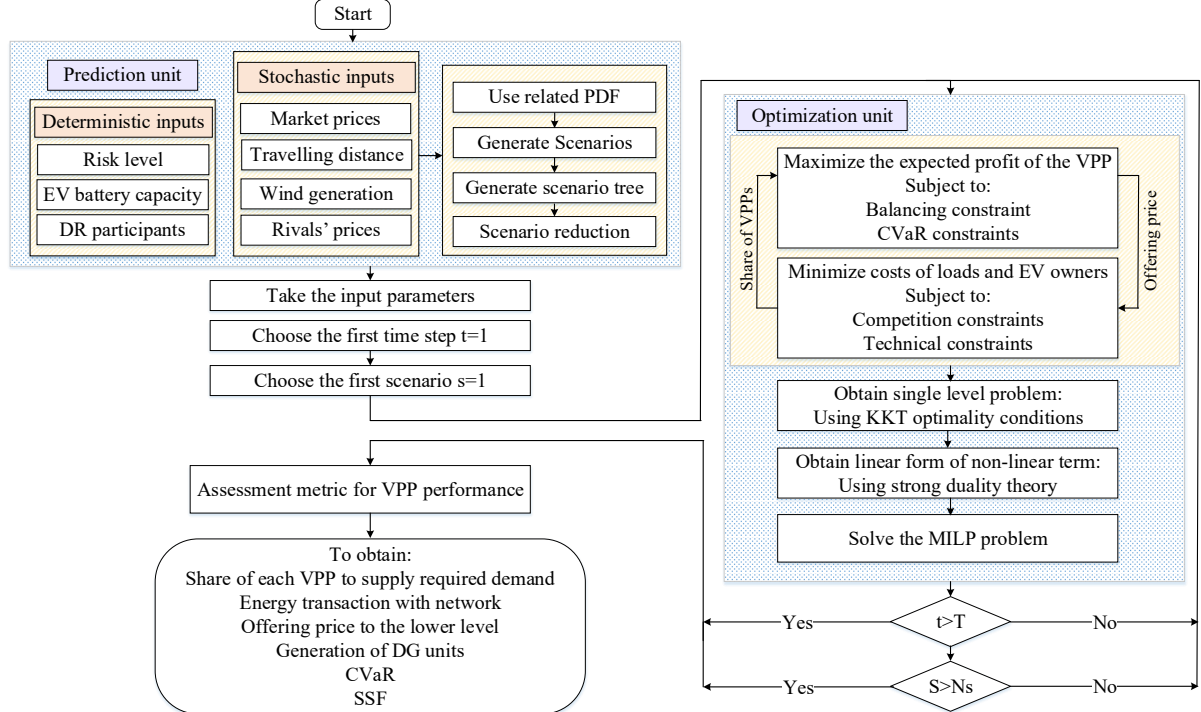 Start
Prediction unit
Deterministic inputs
Risk level
EV battery capacity
DR participants
Stochastic inputs
Market prices
Travelling distance
Wind generation
Rivals' prices
Use related PDF
Generate Scenarios
Generate scenario tree
Scenario reduction
Take the input parameters
Choose the first time step t=1
Choose the first scenario s=1
Optimization unit
Maximize the expected profit of the VPP
Subject to:
Balancing constraint
CVaR constraints
Share of VPPs
Offering price
Minimize costs of loads and EV owners
Subject to:
Competition constraints
Technical constraints
Obtain single level problem:
Using KKT optimality conditions
Obtain linear form of non-linear term:
Using strong duality theory
Solve the MILP problem
Yes
t>T
No
Yes
S>Ns
No
Assessment metric for VPP performance
To obtain:
Share of each VPP to supply required demand
Energy transaction with network
Offering price to the lower level
Generation of DG units
CVaR
SSF